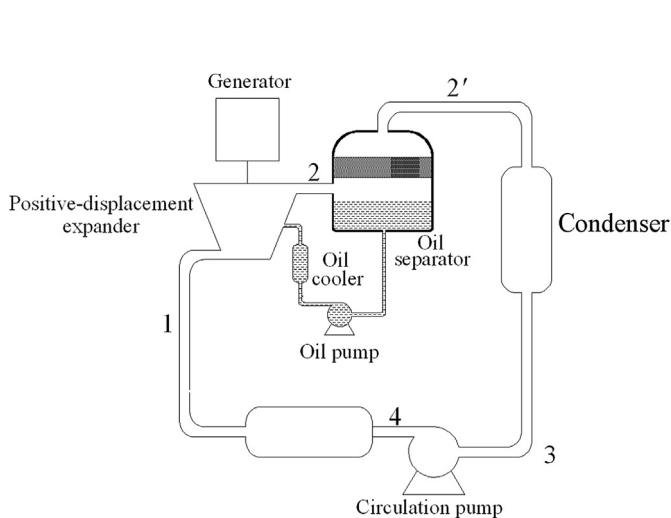 Generator
2′
2
Positive-displacement
expander
Condenser
Oil
separator
Oil
cooler
1
Oil pump
4
3
Circulation pump